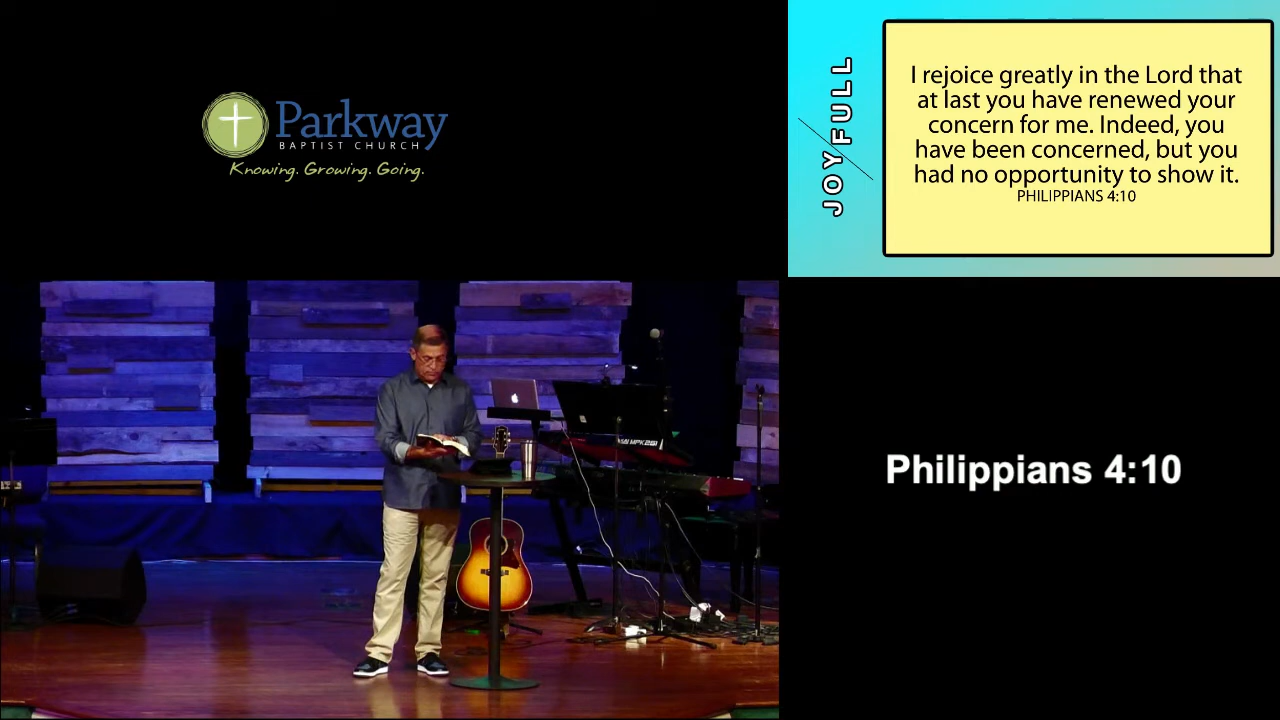 Parkway
BAPTIST CHURCH
Knowing. Growing. Going.
JOYFULL
I rejoice greatly in the Lord that
at last you have renewed your
concern for me. Indeed, you
have been concerned, but you
had no opportunity to show it.
PHILIPPIANS 4:10
Philippians 4:10